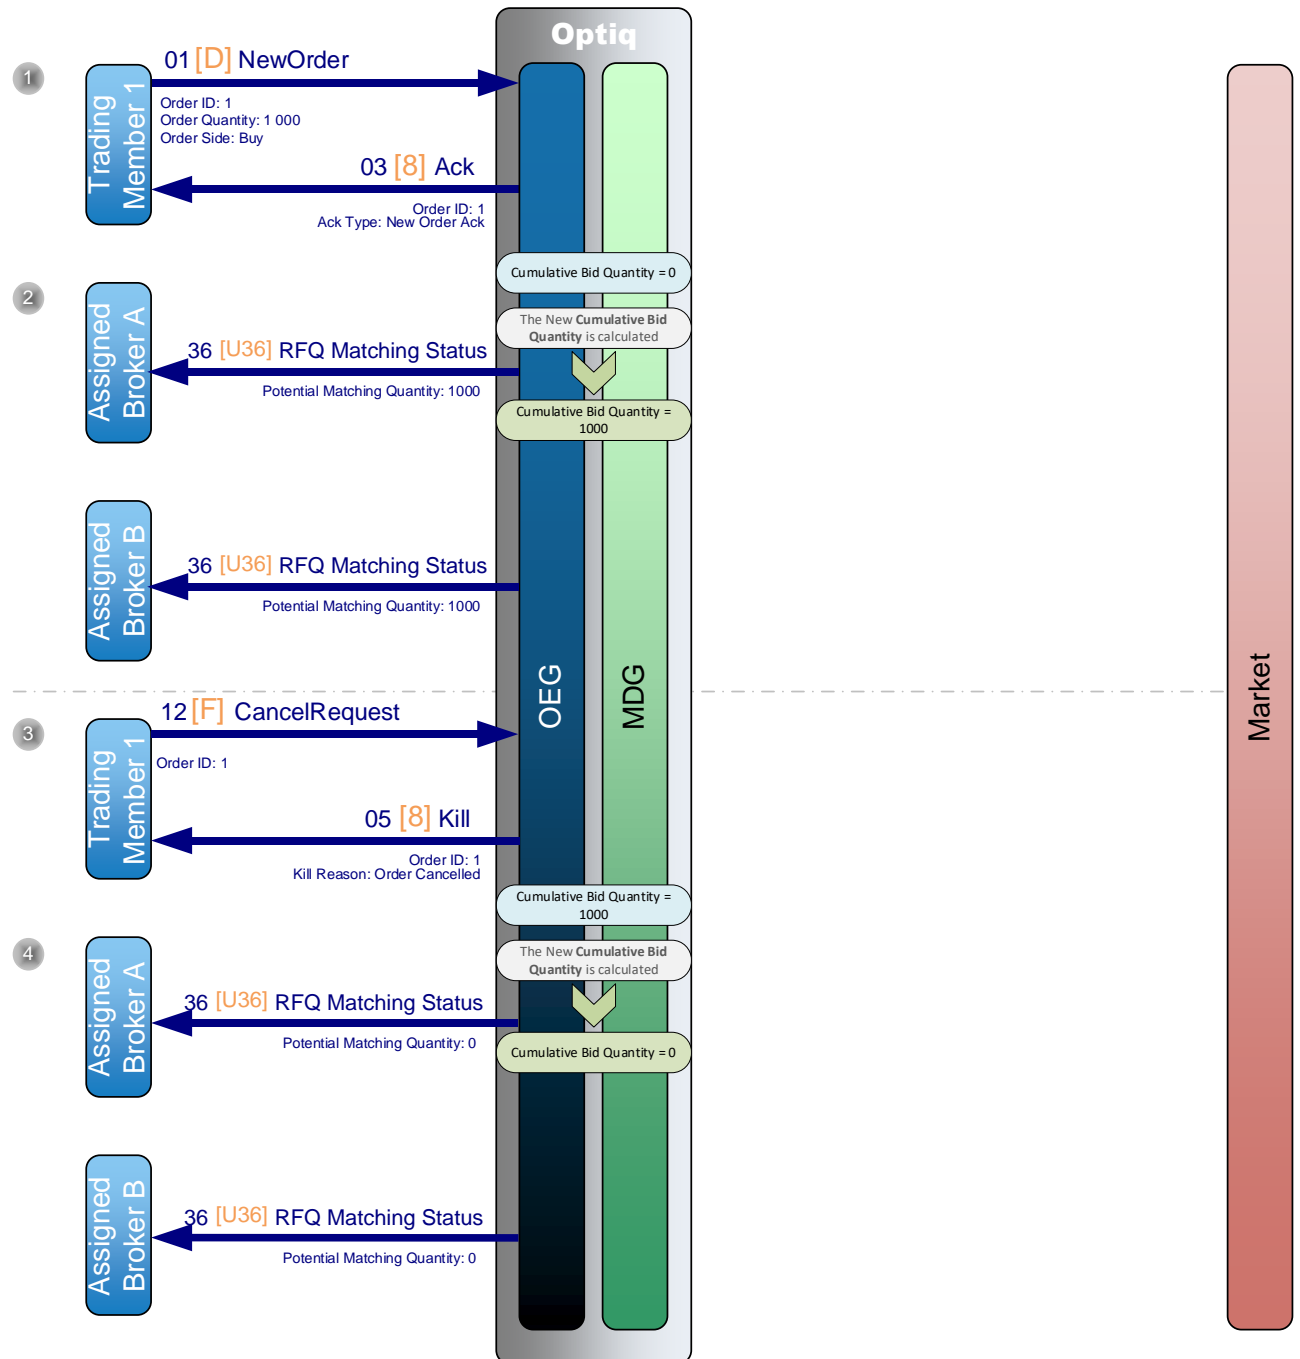 Optiq
1
01 [D] NewOrder
Trading
Member 1
Order ID: 1
Order Quantity: 1 000
Order Side: Buy
03 [8] Ack
Order ID: 1
Ack Type: New Order Ack
Cumulative Bid Quantity = 0
2
Assigned
Broker A
The New Cumulative Bid
Quantity is calculated
36 [U36] RFQ Matching Status
Potential Matching Quantity: 1000
Cumulative Bid Quantity =
1000
Assigned
Broker B
36 [U36] RFQ Matching Status
Potential Matching Quantity: 1000
OEG
MDG
Market
3
12 [F] CancelRequest
Trading
Member 1
Order ID: 1
05 [8] Kill
Order ID: 1
Kill Reason: Order Cancelled
Cumulative Bid Quantity =
1000
4
Assigned
Broker A
The New Cumulative Bid
Quantity is calculated
36 [U36] RFQ Matching Status
Potential Matching Quantity: 0
Cumulative Bid Quantity = 0
Assigned
Broker B
36 [U36] RFQ Matching Status
Potential Matching Quantity: 0